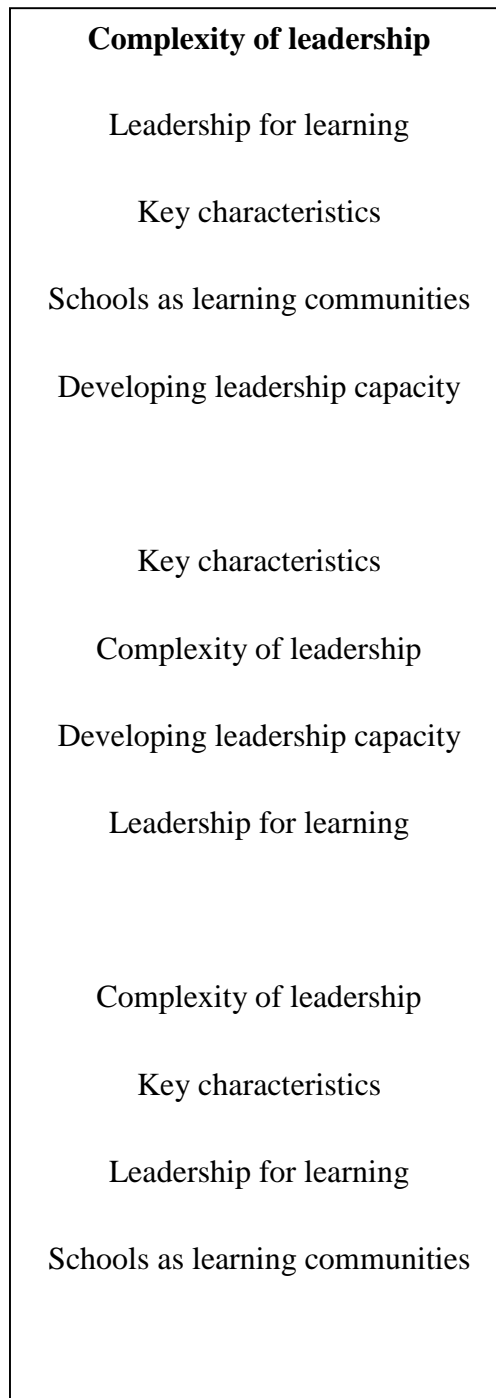 Complexity of leadership
Leadership for learning
Key characteristics
Schools as learning communities
Developing leadership capacity
Key characteristics
Complexity of leadership
Developing leadership capacity
Leadership for learning
Complexity of leadership
Key characteristics
Leadership for learning
Schools as learning communities